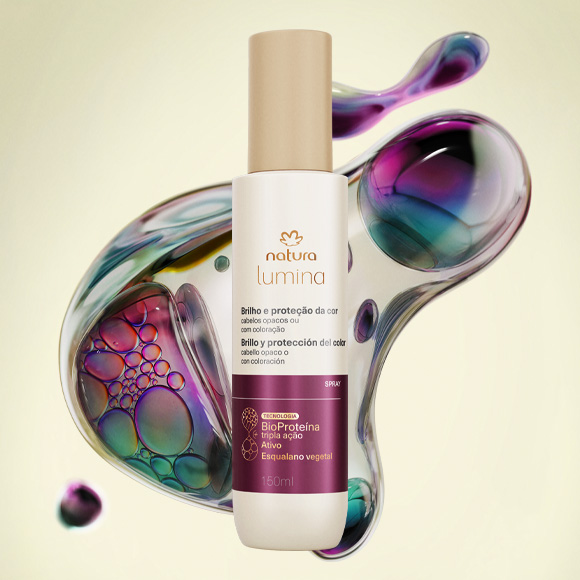 natura
lumina
Brilho e proteção da cor
cabelos opacos ou
com coloração
Brillo y protección del color
cabello opaco o
con coloración
SPRAY
TECNOLOGIA
BioProteína
tripla ação
Ativo
Esqualano vegetal
150ml